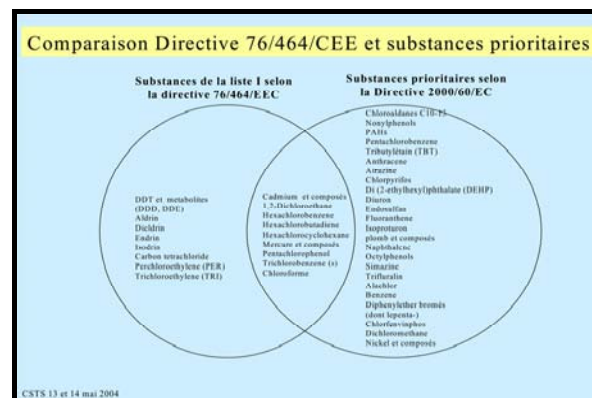 Comparaison Directive 76/464/CEE et substances prioritaires
Substances de la liste I selon
la directive 76/464/EEC
Substances prioritaires selon
la Directive 2000/60/EC
DDT et metabolites
(DDD, DDE)
Aldrin
Dieldrin
Endrin
Isodrin
Carbon tetrachloride
Perchloroethylene (PER)
Trichloroethylene (TRI)
Cadmium et composés
1,2-Dichloroethane
Hexachlorobenzene
Hexachlorobutadiene
Hexachlorocyclohexane
Mercure et composés
Pentachlorophenol
Trichlorobenzene (s)
Chloroforme
Chloroaldanes C10-13
Nonylphenols
PAHs
Pentachlorobenzene
Tributylétain (TBT)
Anthracene
Atrazine
Chlorpyrifos
Di (2-ethylhexyl)phthalate (DEHP)
Diuron
Endosulfan
Fluoranthene
Isoproturon
plomb et composés
Naphthalene
Octylphenols
Simazine
Trifluralin
Alachlor
Benzene
Diphenylether bromés
(dont lepenta-)
Chlorfenvinphos
Dichloromethane
Nickel et composés
CSTS 13 et 14 mai 2004